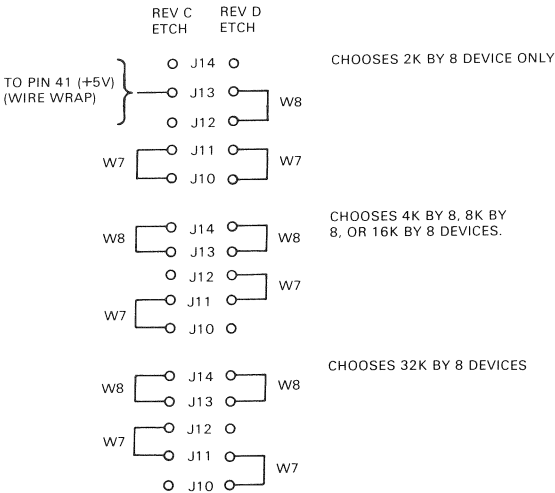 REV C REV D
ETCH ETCH
J14 CHOOSES 2K BY 8 DEVICE ONLY
TO PIN 41 (+5V) J13
(WIRE WRAP) W8
J12
W7 J11 W7
J10
J14 CHOOSES 4K BY 8, 8K BY
W8 W8 8, OR 16K BY 8 DEVICES.
J13
J12
W7
J11
W7
J10
J14 CHOOSES 32K BY 8 DEVICES
W8 W8
J13
J12
W7
J11
W7
J10